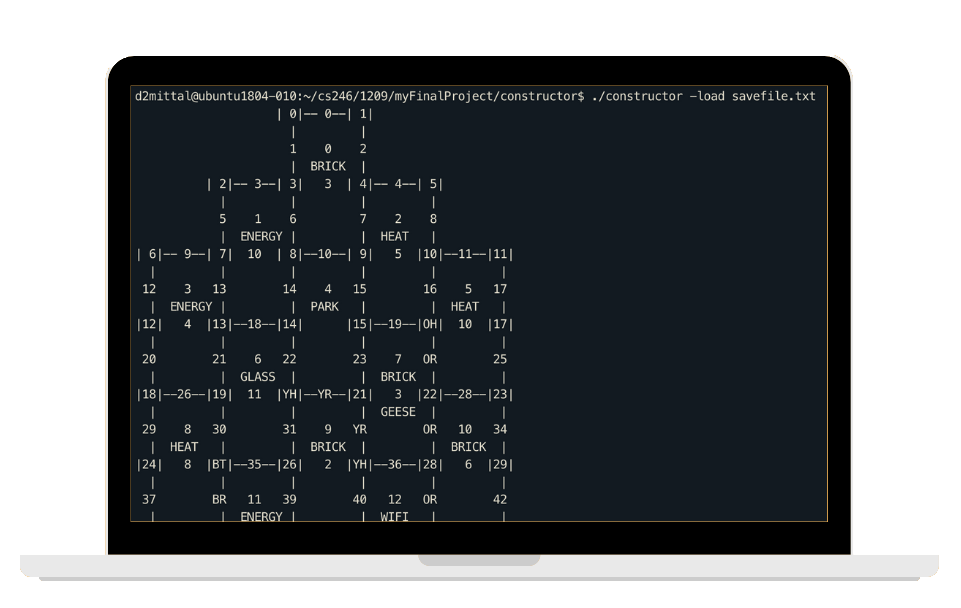 d2mittal@ubuntu1804-010:~/cs246/1209/myFinalProject/constructor$ ./constructor -load savefile.txt
                    | 0|-- 0--| 1|
                      |         |
                      1    0    2
                      |  BRICK  |
          | 2|-- 3--| 3|   3  | 4|-- 4--| 5|
            |         |         |         |
            5    1    6         7    2    8
            |  ENERGY |         |  HEAT   |
| 6|-- 9--| 7|  10  | 8|--10--| 9|   5  |10|--11--|11|
  |         |         |         |         |         |
 12    3   13        14    4   15        16    5   17
  |  ENERGY |         |  PARK   |         |  HEAT   |
|12|   4  |13|--18--|14|      |15|--19--|OH|  10  |17|
  |         |         |         |         |         |
 20        21    6   22        23    7   OR        25
  |         |  GLASS  |         |  BRICK  |         |
|18|--26--|19|  11  |YH|--YR--|21|   3  |22|--28--|23|
  |         |         |         |  GEESE  |         |
 29    8   30        31    9   YR        OR   10   34
  |  HEAT   |         |  BRICK  |         |  BRICK  |
|24|   8  |BT|--35--|26|   2  |YH|--36--|28|   6  |29|
  |         |         |         |         |         |
 37        BR   11   39        40   12   OR        42
  |         |  ENERGY |         |  WIFI   |         |